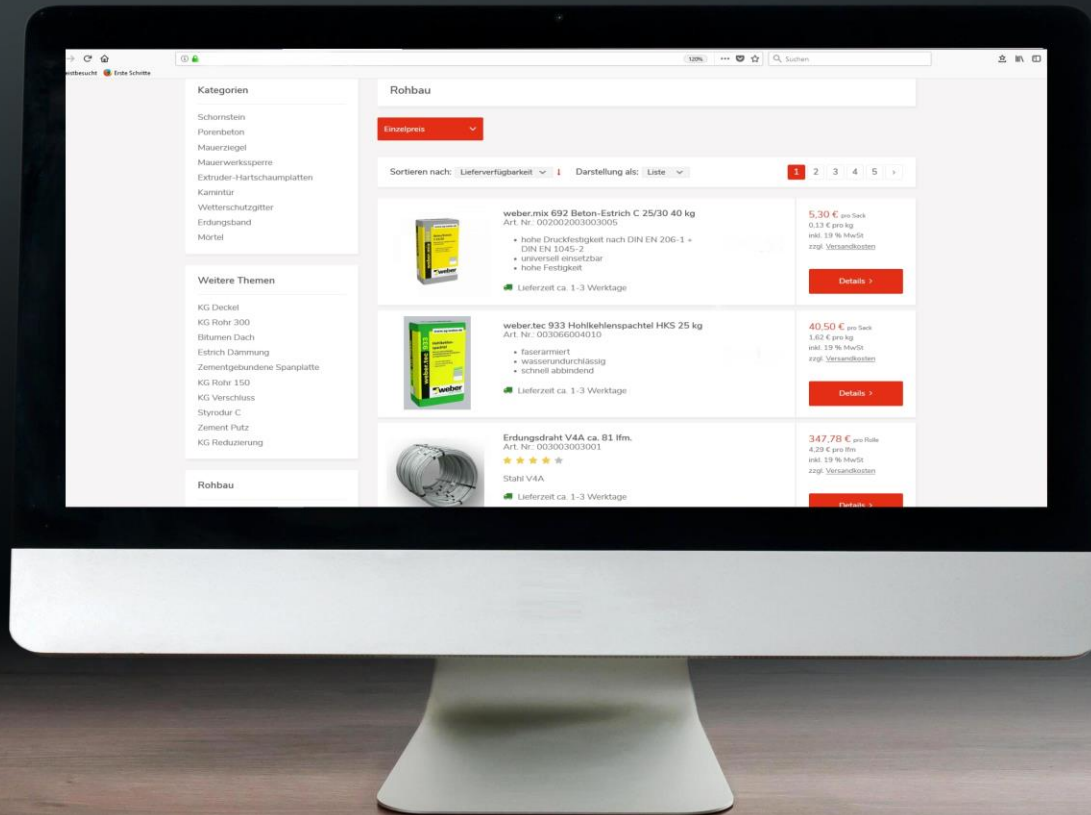 120%
Suchen
Erste Schritte
Kategorien
Schornstein
Porenbeton
Mauerziegel
Mauerwerkssperre
Extruder-Hartschaumplatten
Kamintür
Wetterschutzgitter
Erdungsband
Mörtel
Weitere Themen
KG Deckel
KG Rohr 300
Bitumen Dach
Estrich Dämmung
Zementgebundene Spanplatte
KG Rohr 150
KG Verschluss
Styrodur C
Zement Putz
KG Reduzierung
Rohbau
Rohbau
Einzelpreis
Sortieren nach: Lieferverfügbarkeit Darstellung als: Liste 1 2 3 4 5 ›
weber.mix 692 Beton-Estrich C 25/30 40 kg
Art. Nr.: 002002003003005
• hohe Druckfestigkeit nach DIN EN 206-1 +
DIN EN 1045-2
• universell einsetzbar
• hohe Festigkeit
Lieferzeit ca. 1-3 Werktage
5,30 € pro Sack
0,13 € pro kg
inkl. 19 % MwSt
zzgl. Versandkosten
Details >
weber
weber.tec 933 Hohlkehlenspachtel HKS 25 kg
Art. Nr.: 003066004010
• faserarmiert
• wasserundurchlässig
• schnell abbindend
Lieferzeit ca. 1-3 Werktage
40,50 € pro Sack
1,62 € pro kg
inkl. 19 % MwSt
zzgl. Versandkosten
Details >
weber.tec 933
weber
Erdungsdraht V4A ca. 81 lfm.
Art. Nr.: 003003003001
Stahl V4A
Lieferzeit ca. 1-3 Werktage
347,78 € pro Rolle
4,29 € pro lfm
inkl. 19 % MwSt
zzgl. Versandkosten
Details >